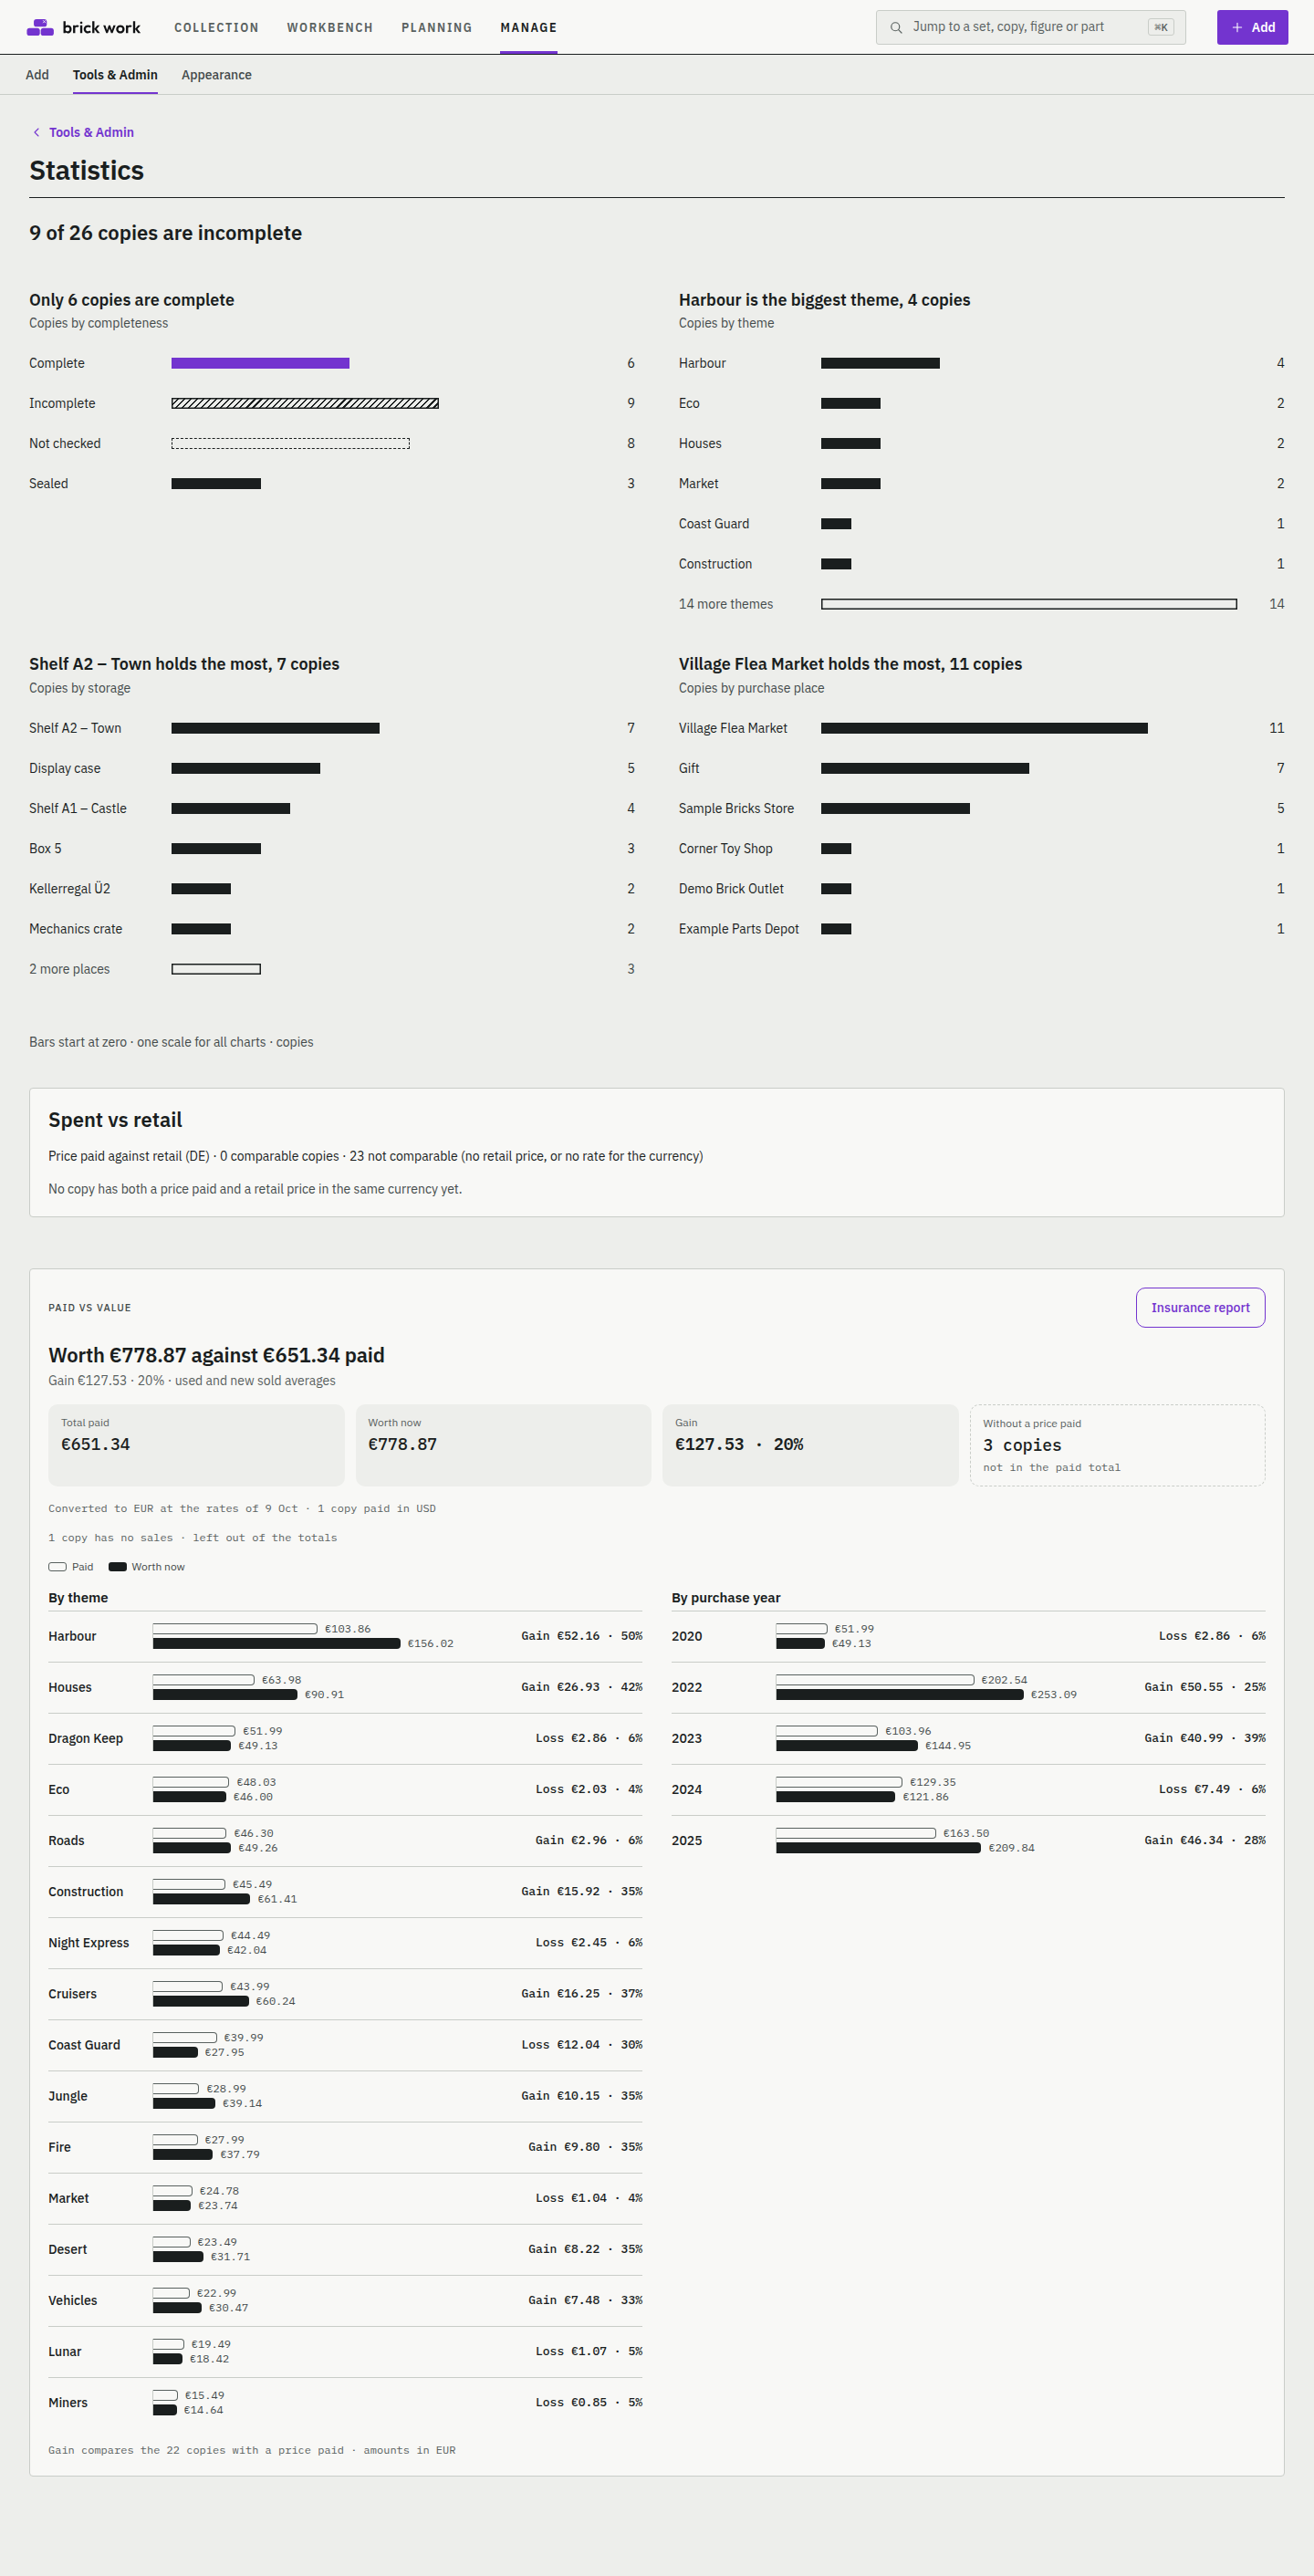 brick work COLLECTION WORKBENCH PLANNING MANAGE Jump to a set, copy, figure or part ⌘K + Add
Add Tools & Admin Appearance
Tools & Admin
Statistics
9 of 26 copies are incomplete
Only 6 copies are complete
Copies by completeness
Complete 6
Incomplete 9
Not checked 8
Sealed 3
Harbour is the biggest theme, 4 copies
Copies by theme
Harbour 4
Eco 2
Houses 2
Market 2
Coast Guard 1
Construction 1
14 more themes 14
Shelf A2 – Town holds the most, 7 copies
Copies by storage
Shelf A2 – Town 7
Display case 5
Shelf A1 – Castle 4
Box 5 3
Kellerregal Ü2 2
Mechanics crate 2
2 more places 3
Village Flea Market holds the most, 11 copies
Copies by purchase place
Village Flea Market 11
Gift 7
Sample Bricks Store 5
Corner Toy Shop 1
Demo Brick Outlet 1
Example Parts Depot 1
Bars start at zero · one scale for all charts · copies
Spent vs retail
Price paid against retail (DE) · 0 comparable copies · 23 not comparable (no retail price, or no rate for the currency)
No copy has both a price paid and a retail price in the same currency yet.
PAID VS VALUE
Insurance report
Worth €778.87 against €651.34 paid
Gain €127.53 · 20% · used and new sold averages
Total paid
€651.34
Worth now
€778.87
Gain
€127.53 · 20%
Without a price paid
3 copies
not in the paid total
Converted to EUR at the rates of 9 Oct · 1 copy paid in USD
1 copy has no sales · left out of the totals
Paid Worth now
By theme
Harbour €103.86 €156.02 Gain €52.16 · 50%
Houses €63.98 €90.91 Gain €26.93 · 42%
Dragon Keep €51.99 €49.13 Loss €2.86 · 6%
Eco €48.03 €46.00 Loss €2.03 · 4%
Roads €46.30 €49.26 Gain €2.96 · 6%
Construction €45.49 €61.41 Gain €15.92 · 35%
Night Express €44.49 €42.04 Loss €2.45 · 6%
Cruisers €43.99 €60.24 Gain €16.25 · 37%
Coast Guard €39.99 €27.95 Loss €12.04 · 30%
Jungle €28.99 €39.14 Gain €10.15 · 35%
Fire €27.99 €37.79 Gain €9.80 · 35%
Market €24.78 €23.74 Loss €1.04 · 4%
Desert €23.49 €31.71 Gain €8.22 · 35%
Vehicles €22.99 €30.47 Gain €7.48 · 33%
Lunar €19.49 €18.42 Loss €1.07 · 5%
Miners €15.49 €14.64 Loss €0.85 · 5%
By purchase year
2020 €51.99 €49.13 Loss €2.86 · 6%
2022 €202.54 €253.09 Gain €50.55 · 25%
2023 €103.96 €144.95 Gain €40.99 · 39%
2024 €129.35 €121.86 Loss €7.49 · 6%
2025 €163.50 €209.84 Gain €46.34 · 28%
Gain compares the 22 copies with a price paid · amounts in EUR